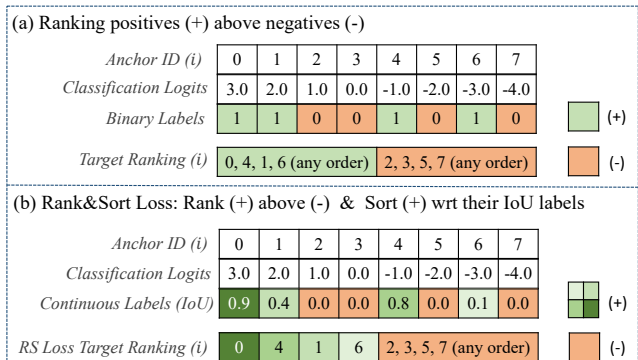 (a) Ranking positives (+) above negatives (-)
Anchor ID (i) 0 1 2 3 4 5 6 7
Classification Logits 3.0 2.0 1.0 0.0 -1.0 -2.0 -3.0 -4.0
Binary Labels 1 1 0 0 1 0 1 0 (+)
Target Ranking (i) 0, 4, 1, 6 (any order) 2, 3, 5, 7 (any order) (-)
(b) Rank&Sort Loss: Rank (+) above (-) & Sort (+) wrt their IoU labels
Anchor ID (i) 0 1 2 3 4 5 6 7
Classification Logits 3.0 2.0 1.0 0.0 -1.0 -2.0 -3.0 -4.0
Continuous Labels (IoU) 0.9 0.4 0.0 0.0 0.8 0.0 0.1 0.0 (+)
RS Loss Target Ranking (i) 0 4 1 6 2, 3, 5, 7 (any order) (-)